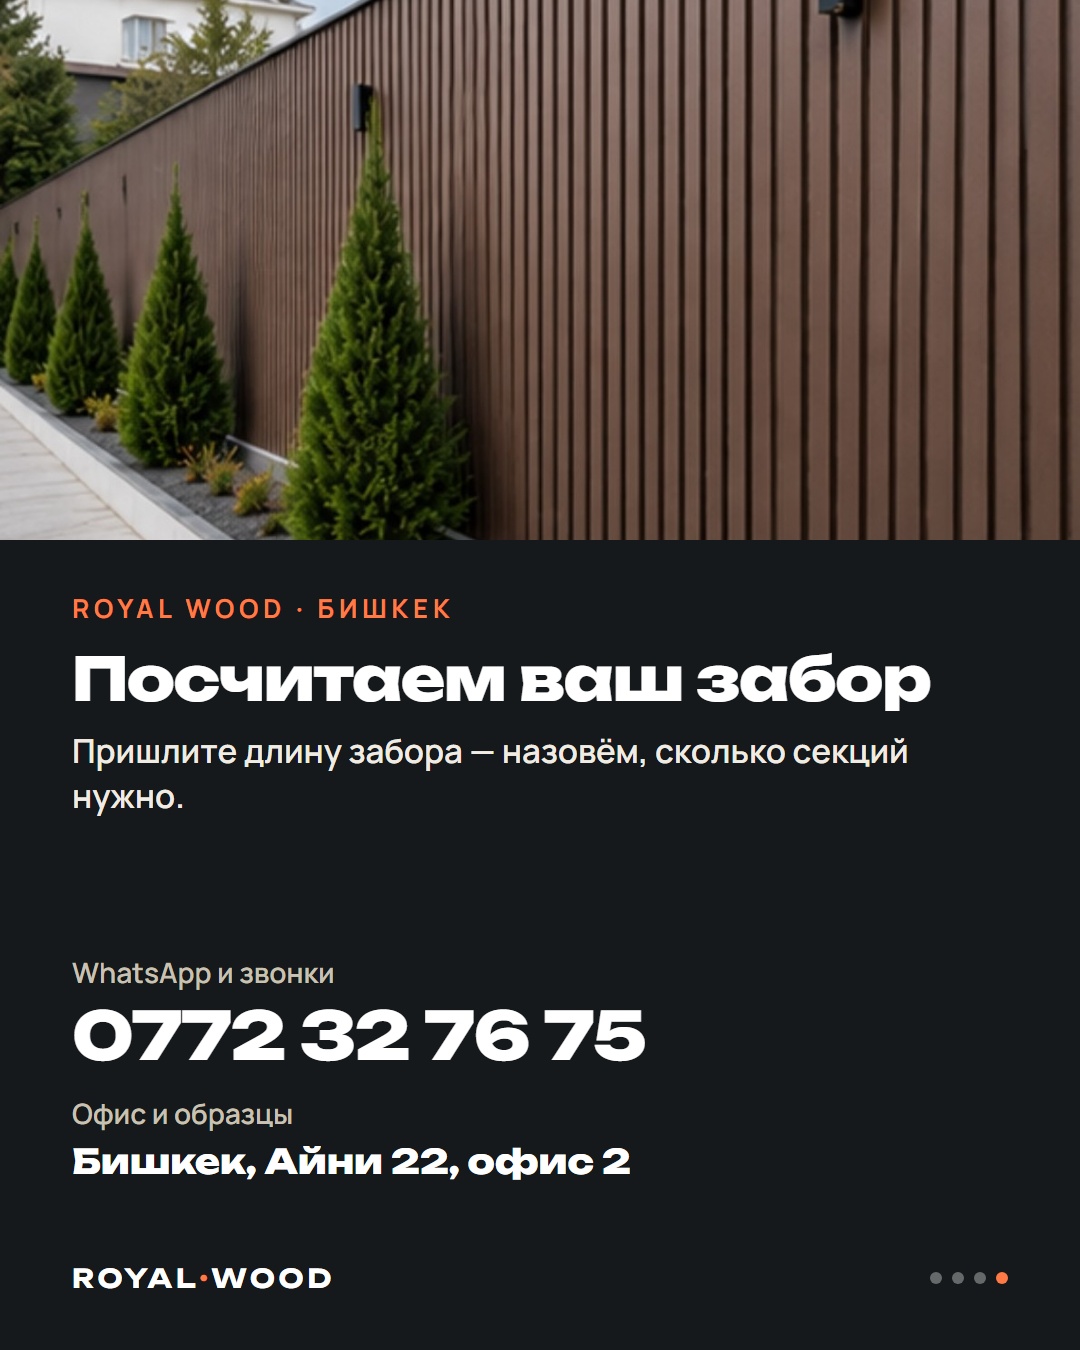 ROYAL WOOD · БИШКЕК
Посчитаем ваш забор
Пришлите длину забора — назовём, сколько секций
нужно.
WhatsApp и звонки
0772 32 76 75
Офис и образцы
Бишкек, Айни 22, офис 2
ROYAL·WOOD